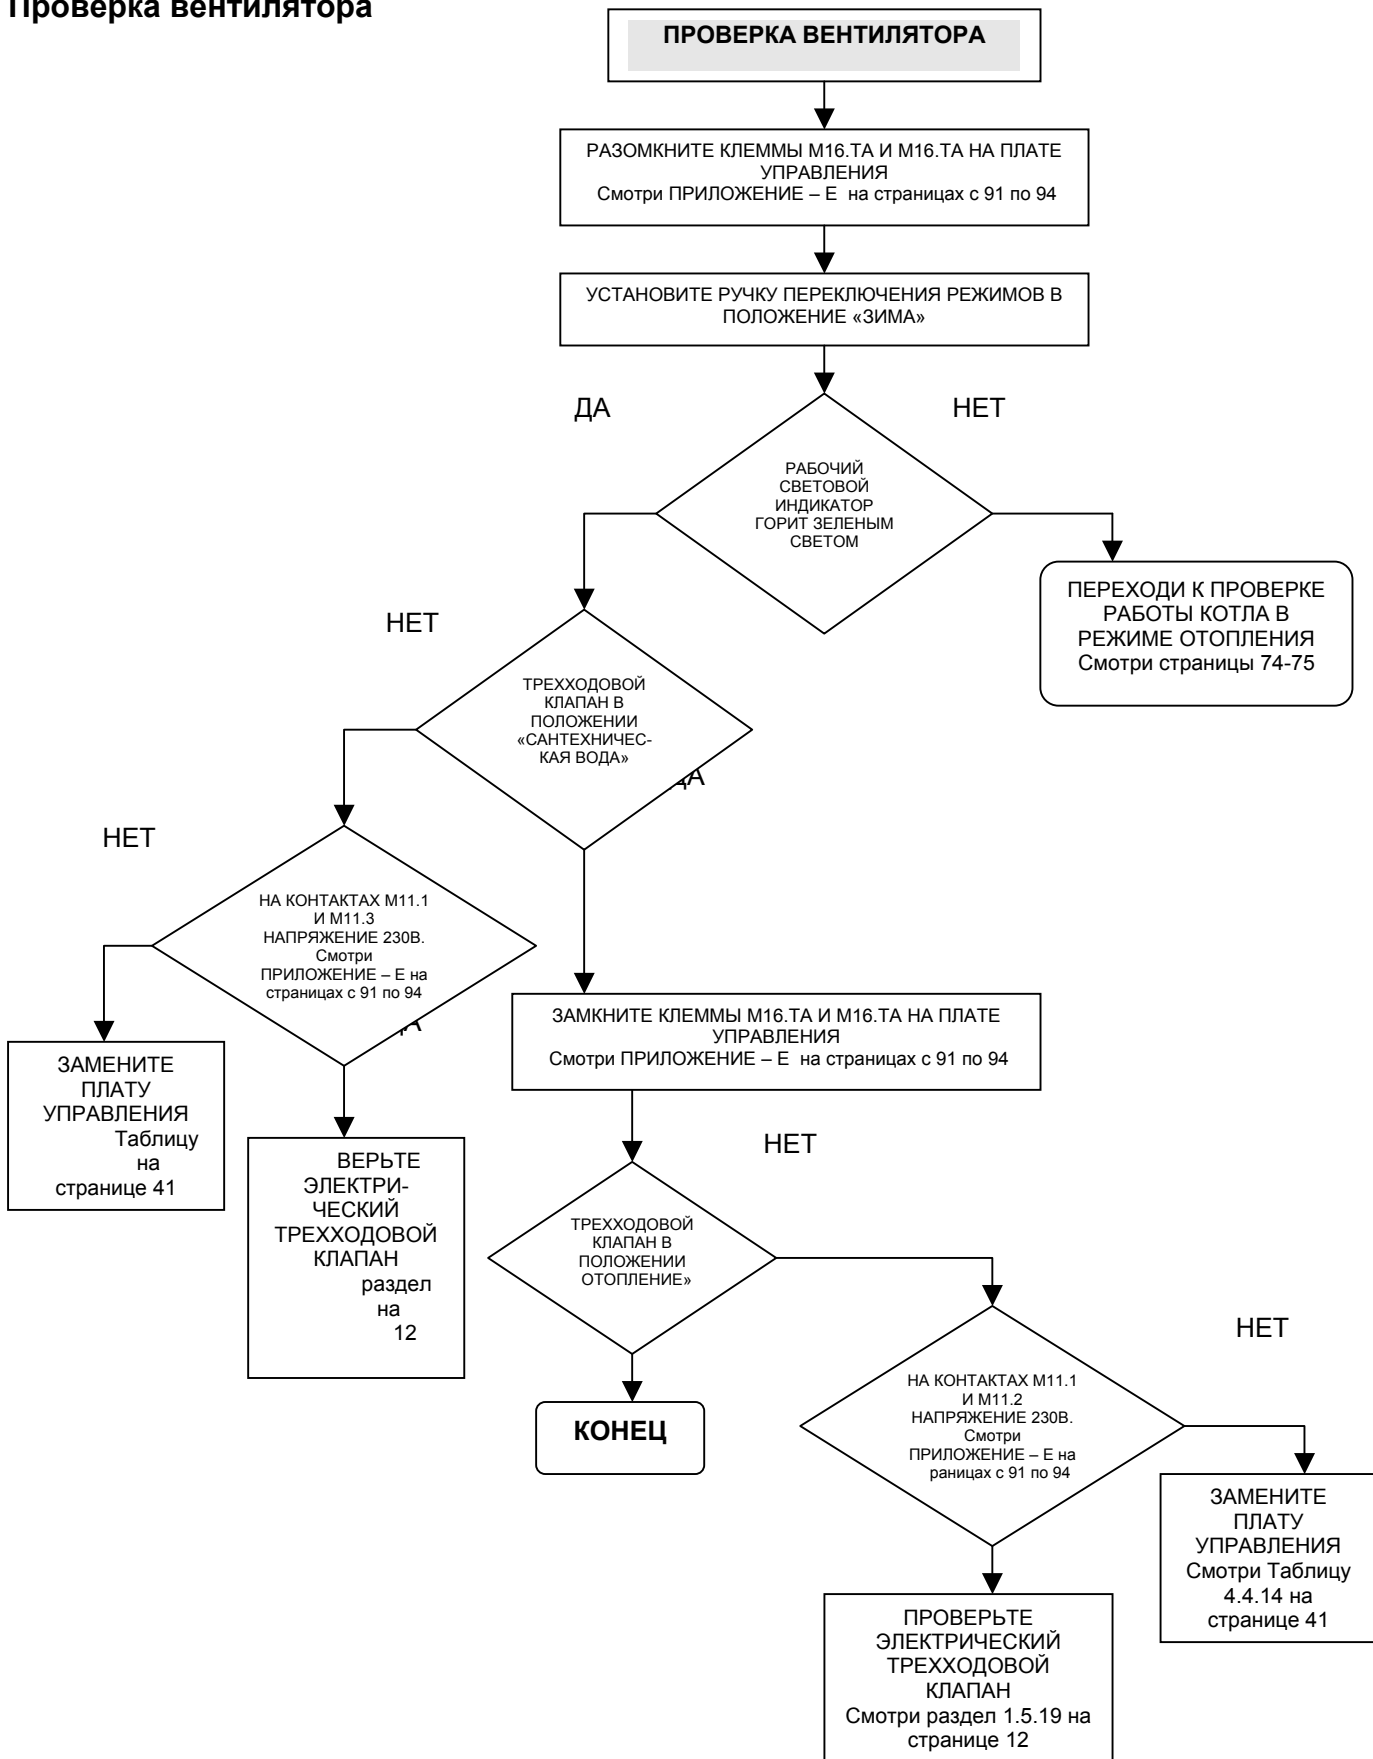 Проверка вентилятора
ПРОВЕРКА ВЕНТИЛЯТОРА
РАЗОМКНИТЕ КЛЕММЫ М16.ТА И М16.ТА НА ПЛАТЕ
УПРАВЛЕНИЯ
Смотри ПРИЛОЖЕНИЕ – Е на страницах с 91 по 94
УСТАНОВИТЕ РУЧКУ ПЕРЕКЛЮЧЕНИЯ РЕЖИМОВ В
ПОЛОЖЕНИЕ «ЗИМА»
ДА
НЕТ
РАБОЧИЙ
СВЕТОВОЙ
ИНДИКАТОР
ГОРИТ ЗЕЛЕНЫМ
СВЕТОМ
ПЕРЕХОДИ К ПРОВЕРКЕ
РАБОТЫ КОТЛА В
РЕЖИМЕ ОТОПЛЕНИЯ
Смотри страницы 74-75
НЕТ
ТРЕХХОДОВОЙ
КЛАПАН В
ПОЛОЖЕНИИ
«САНТЕХНИЧЕС-
КАЯ ВОДА»
ДА
НЕТ
НА КОНТАКТАХ М11.1
И М11.3
НАПРЯЖЕНИЕ 230В.
Смотри
ПРИЛОЖЕНИЕ – Е на
страницах с 91 по 94
ЗАМЕНИТЕ
ПЛАТУ
УПРАВЛЕНИЯ
Таблицу
на
странице 41
ВЕРЬТЕ
ЭЛЕКТРИ-
ЧЕСКИЙ
ТРЕХХОДОВОЙ
КЛАПАН
раздел
на
12
ЗАМКНИТЕ КЛЕММЫ М16.ТА И М16.ТА НА ПЛАТЕ
УПРАВЛЕНИЯ
Смотри ПРИЛОЖЕНИЕ – Е на страницах с 91 по 94
НЕТ
ТРЕХХОДОВОЙ
КЛАПАН В
ПОЛОЖЕНИИ
ОТОПЛЕНИЕ»
КОНЕЦ
НЕТ
НА КОНТАКТАХ М11.1
И М11.2
НАПРЯЖЕНИЕ 230В.
Смотри
ПРИЛОЖЕНИЕ – Е на
раницах с 91 по 94
ЗАМЕНИТЕ
ПЛАТУ
УПРАВЛЕНИЯ
Смотри Таблицу
4.4.14 на
странице 41
ПРОВЕРЬТЕ
ЭЛЕКТРИЧЕСКИЙ
ТРЕХХОДОВОЙ
КЛАПАН
Смотри раздел 1.5.19 на
странице 12